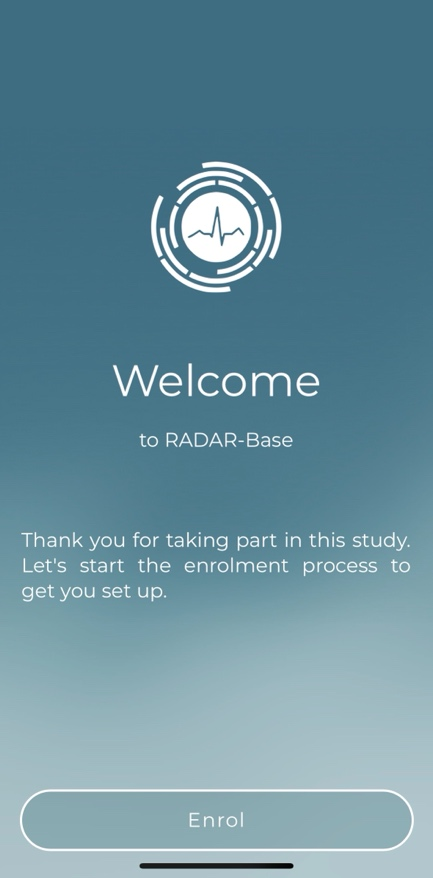 Welcome
to RADAR-Base
Thank you for taking part in this study.
Let's start the enrolment process to
get you set up.
Enrol